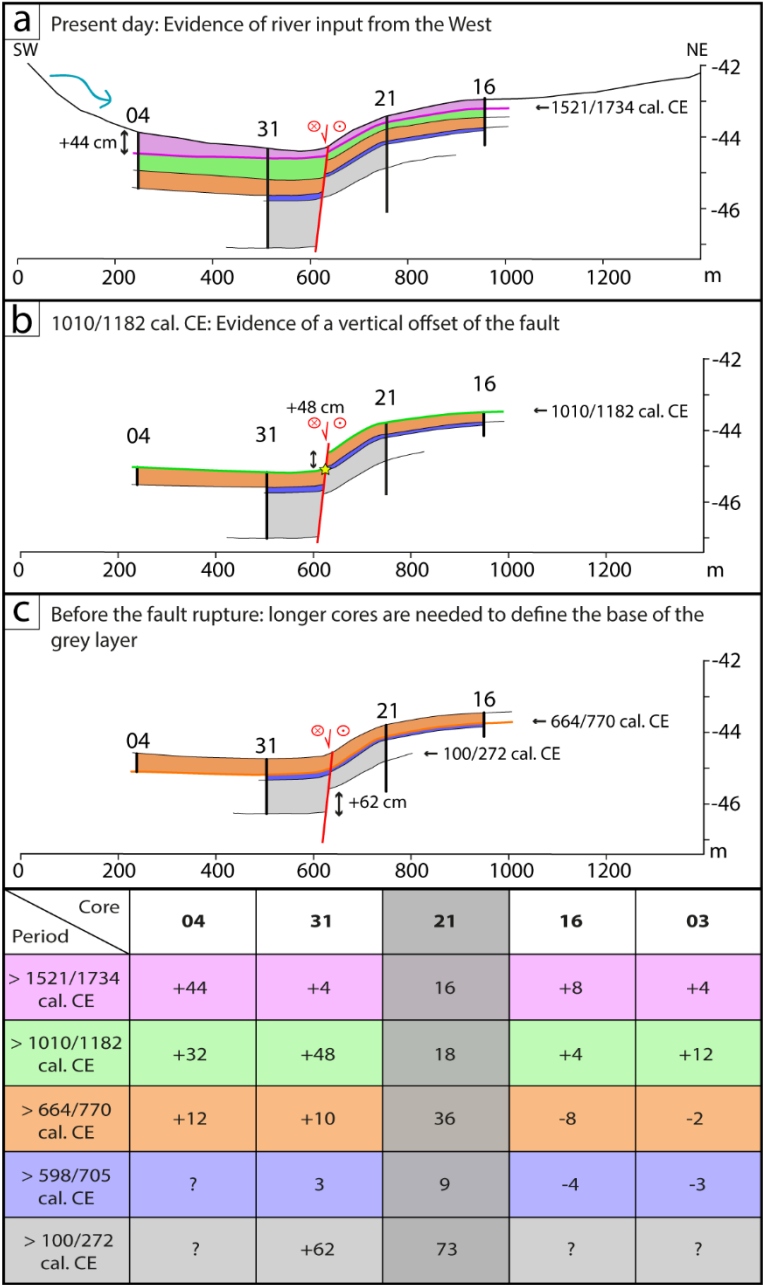 a Present day: Evidence of river input from the West
SW NE
-42
04 31 21 16
←1521/1734 cal. CE
+44 cm
-44
-46
0 200 400 600 800 1000 1200 m
b 1010/1182 cal. CE: Evidence of a vertical offset of the fault
-42
16
+48 cm
21
← 1010/1182 cal. CE
04 31
-44
-46
0 200 400 600 800 1000 1200 m
c Before the fault rupture: longer cores are needed to define the base of the
grey layer
-42
16
21
← 664/770 cal. CE
04 31
-44
← 100/272 cal. CE
+62 cm
-46
m
0 200 400 600 800 1000 1200
Core
Period
04 31 21 16 03
> 1521/1734
cal. CE
+44 +4 16 +8 +4
> 1010/1182
cal. CE
+32 +48 18 +4 +12
> 664/770
cal. CE
+12 +10 36 -8 -2
> 598/705
cal. CE
? 3 9 -4 -3
> 100/272
cal. CE
? +62 73 ? ?